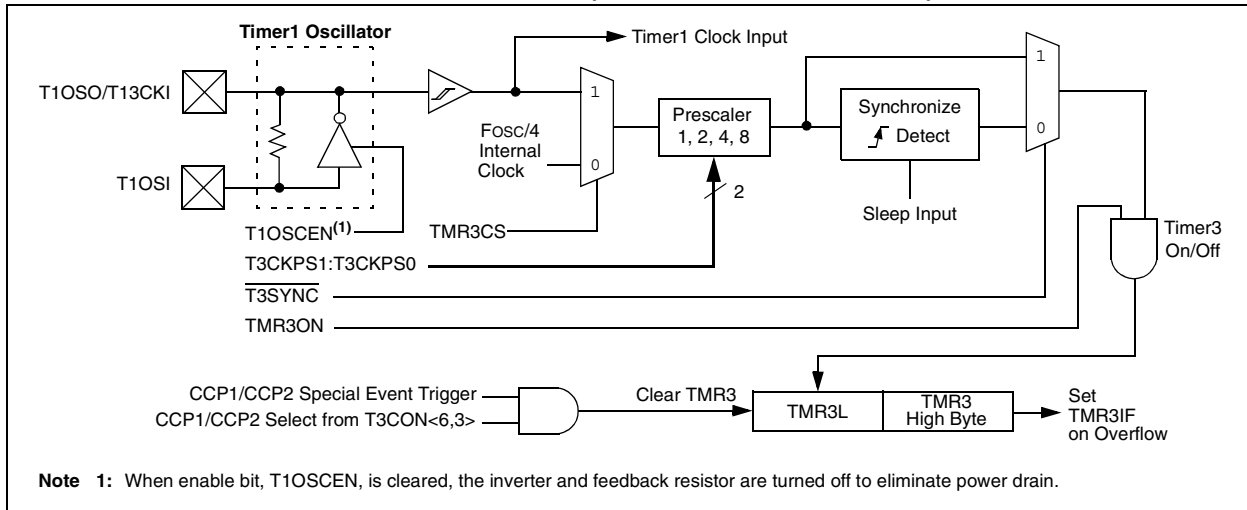 Timer1 Oscillator
Timer1 Clock Input
T1OSO/T13CKI
1
FOSC/4
Internal
Clock
0
Prescaler
1, 2, 4, 8
Synchronize
Detect
1
0
2
T1OSI
Sleep Input
T1OSCEN(1)
TMR3CS
Timer3
On/Off
T3CKPS1:T3CKPS0
T3SYNC
TMR3ON
CCP1/CCP2 Special Event Trigger
CCP1/CCP2 Select from T3CON<6,3>
Clear TMR3
TMR3L
TMR3
High Byte
Set
TMR3IF
on Overflow
Note 1: When enable bit, T1OSCEN, is cleared, the inverter and feedback resistor are turned off to eliminate power drain.